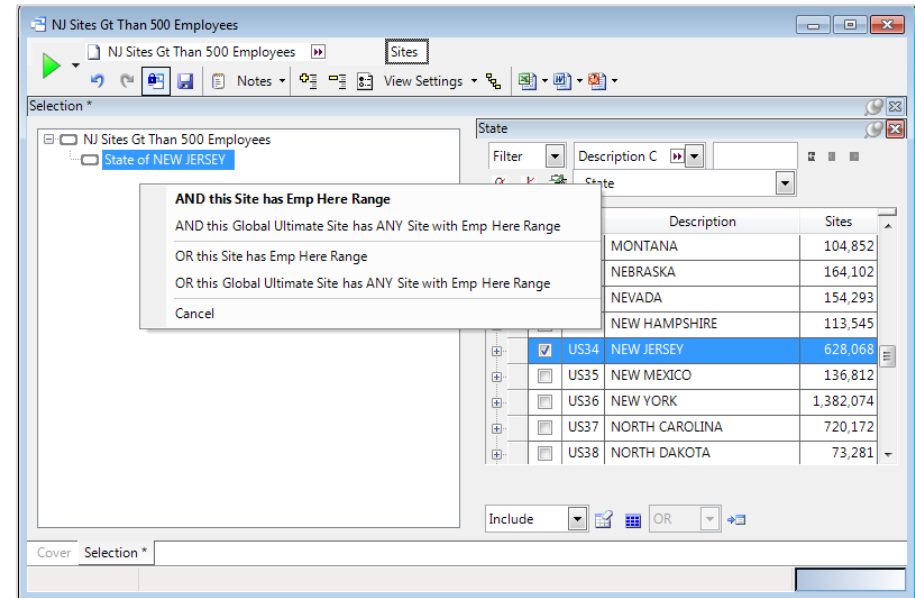 NJ Sites Gt Than 500 Employees
NJ Sites Gt Than 500 Employees Sites
Notes View Settings
Selection *
State
NJ Sites Gt Than 500 Employees
State of NEW JERSEY
Filter Description C
State
AND this Site has Emp Here Range
AND this Global Ultimate Site has ANY Site with Emp Here Range
OR this Site has Emp Here Range
OR this Global Ultimate Site has ANY Site with Emp Here Range
Cancel
Description Sites
MONTANA 104,852
NEBRASKA 164,102
NEVADA 154,293
NEW HAMPSHIRE 113,545
US34 NEW JERSEY 628,068
US35 NEW MEXICO 136,812
US36 NEW YORK 1,382,074
US37 NORTH CAROLINA 720,172
US38 NORTH DAKOTA 73,281
Include OR
Cover Selection *